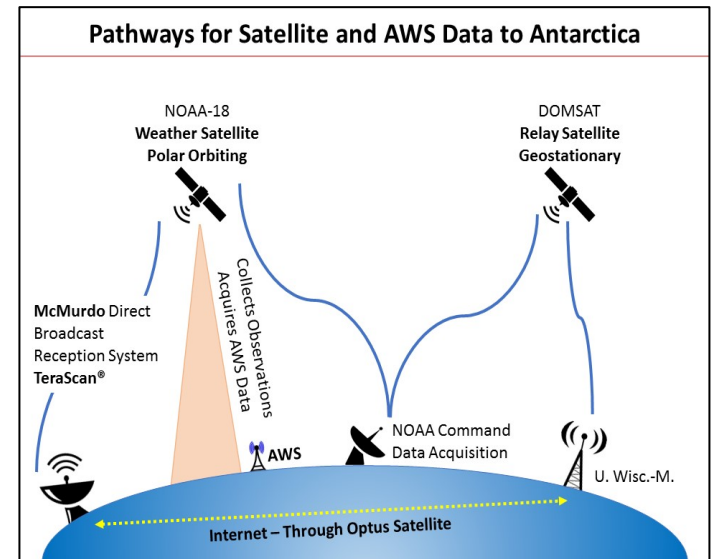 Pathways for Satellite and AWS Data to Antarctica
NOAA-18
Weather Satellite
Polar Orbiting
DOMSAT
Relay Satellite
Geostationary
McMurdo Direct
Broadcast
Reception System
TeraScan®
Collects Observations
Acquires AWS Data
AWS
NOAA Command
Data Acquisition
U. Wisc.-M.
Internet – Through Optus Satellite